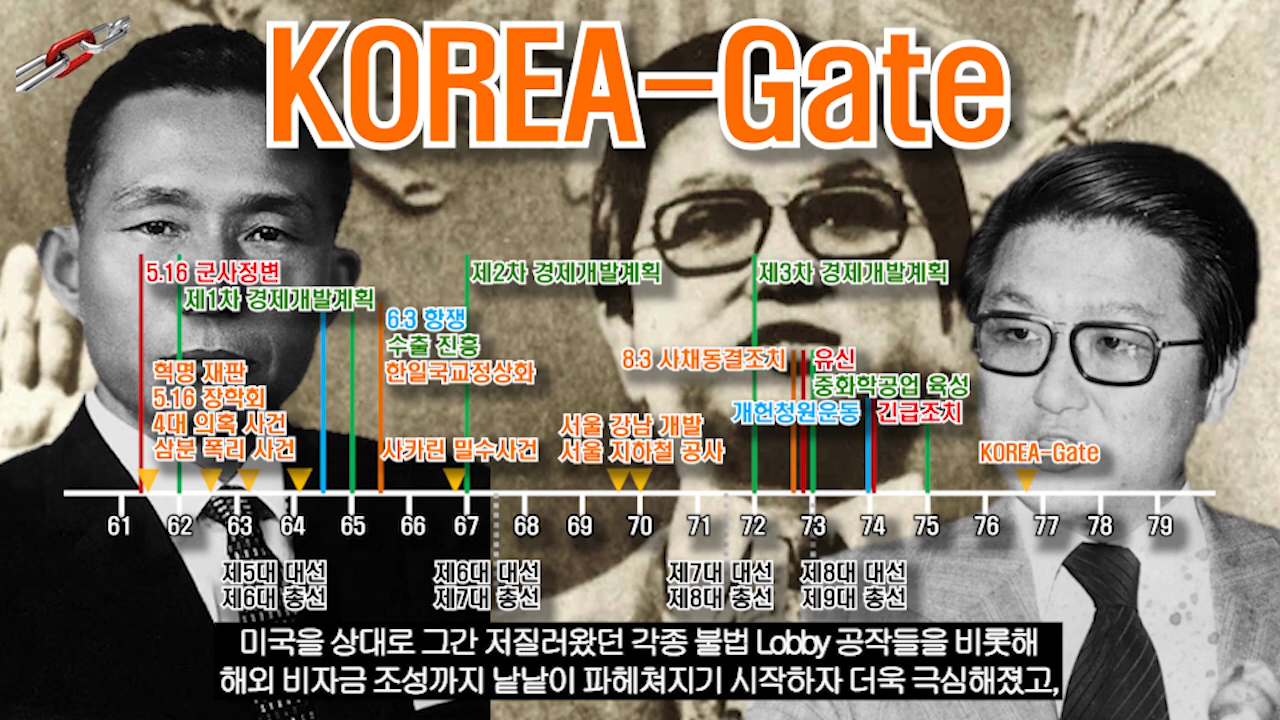 KOREA-Gate
5.16 군사정변
제1차 경제개발계획
제2차 경제개발계획
제3차 경제개발계획
6.3 항쟁
수출 진흥
한일국교정상화
혁명 재판
5.16 장학회
4대 의혹 사건
삼분 폭리 사건
사카린 밀수사건
서울 강남 개발
서울 지하철 공사
8.3 사채동결조치
유신
중화학공업 육성
개헌청원운동
긴급조치
KOREA-Gate
61 62 63 64 65 66 67 68 69 70 71 72 73 74 75 76 77 78 79
제5대 대선
제6대 총선
제6대 대선
제7대 총선
제7대 대선
제8대 총선
제8대 대선
제9대 총선
미국을 상대로 그간 저질러왔던 각종 불법 Lobby 공작들을 비롯해
해외 비자금 조성까지 낱낱이 파헤쳐지기 시작하자 더욱 극심해졌고,